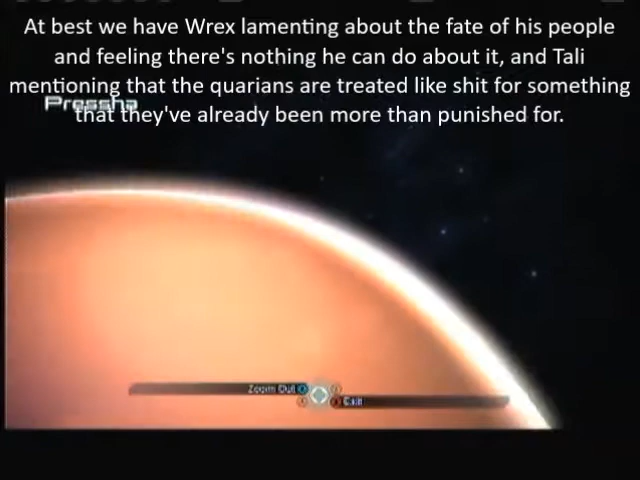 At best we have Wrex lamenting about the fate of his people
and feeling there's nothing he can do about it, and Tali
mentioning that the quarians are treated like shit for something
that they've already been more than punished for.
Pressha
Zoom Out
Exit